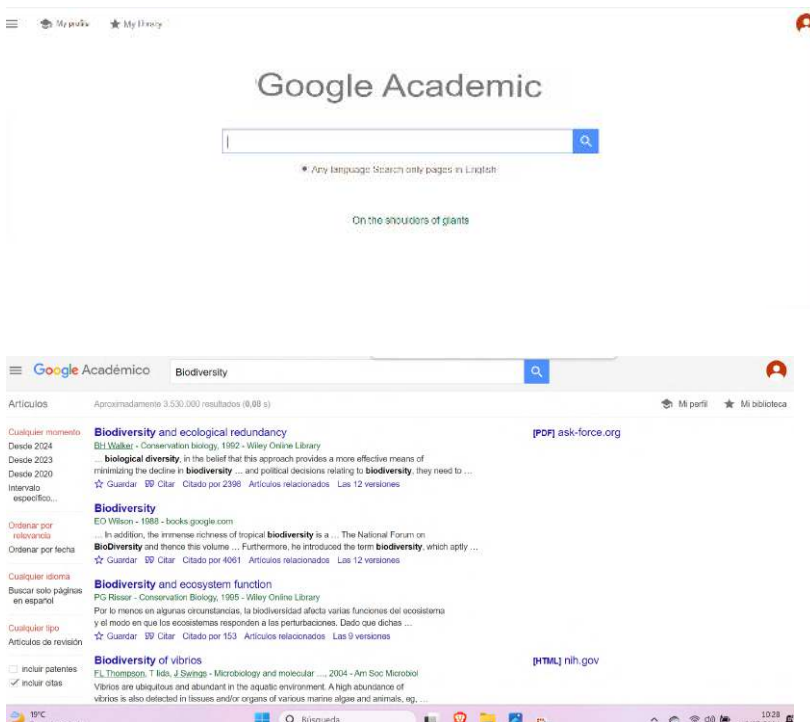 My profile My library
Google Academic
Any language Search only pages in English
On the shoulders of giants
Google Académico Biodiversity
Artículos Aproximadamente 3.530.000 resultados (0,08 s) Mi perfil Mi biblioteca
Cualquier momento
Desde 2024
Desde 2023
Desde 2020
Intervalo
específico...
Ordenar por
relevancia
Ordenar por fecha
Cualquier idioma
Buscar solo páginas
en español
Cualquier tipo
Artículos de revisión
incluir patentes
incluir citas
Biodiversity and ecological redundancy
[PDF] ask-force.org
BH Walker - Conservation biology, 1992 - Wiley Online Library
... biological diversity, in the belief that this approach provides a more effective means of
minimizing the decline in biodiversity ... and political decisions relating to biodiversity, they need to ...
Guardar Citar Citado por 2398 Artículos relacionados Las 12 versiones
Biodiversity
EO Wilson - 1988 - books.google.com
... In addition, the immense richness of tropical biodiversity is a ... The National Forum on
BioDiversity and thence this volume ... Furthermore, he introduced the term biodiversity, which aptly ...
Guardar Citar Citado por 4061 Artículos relacionados Las 12 versiones
Biodiversity and ecosystem function
PG Risser - Conservation Biology, 1995 - Wiley Online Library
Por lo menos en algunas circunstancias, la biodiversidad afecta varias funciones del ecosistema
y el modo en que los ecosistemas responden a las perturbaciones. Dado que dichas ...
Guardar Citar Citado por 153 Artículos relacionados Las 9 versiones
Biodiversity of vibrios
[HTML] nih.gov
FL Thompson, T Iida, J Swings - Microbiology and molecular ..., 2004 - Am Soc Microbiol
Vibrios are ubiquitous and abundant in the aquatic environment. A high abundance of
vibrios is also detected in tissues and/or organs of various marine algae and animals, eg, ...
19°C Búsqueda 10:28